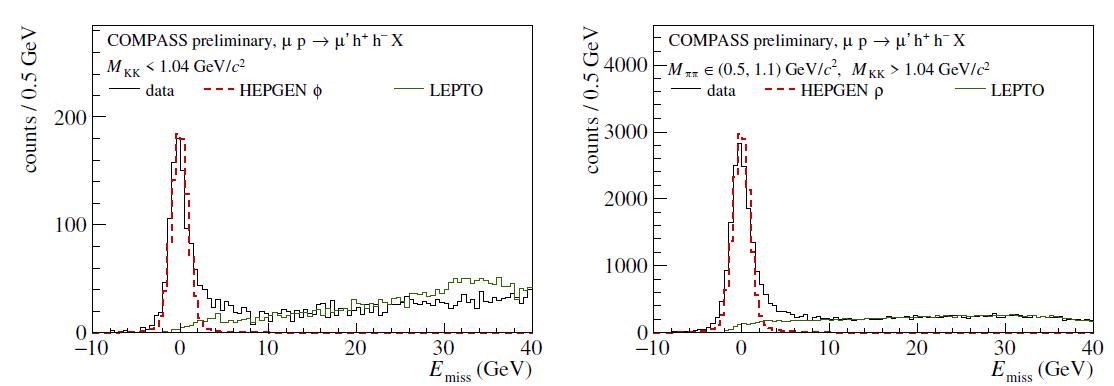 COMPASS preliminary, μ p → μ' h⁺ h⁻ X
M_KK < 1.04 GeV/c²
data HEPGEN ϕ LEPTO
counts / 0.5 GeV
200
100
0
−10 0 10 20 30 40
E_miss (GeV)
COMPASS preliminary, μ p → μ' h⁺ h⁻ X
M_ππ ∈ (0.5, 1.1) GeV/c², M_KK > 1.04 GeV/c²
data HEPGEN ρ LEPTO
counts / 0.5 GeV
4000
3000
2000
1000
0
−10 0 10 20 30 40
E_miss (GeV)